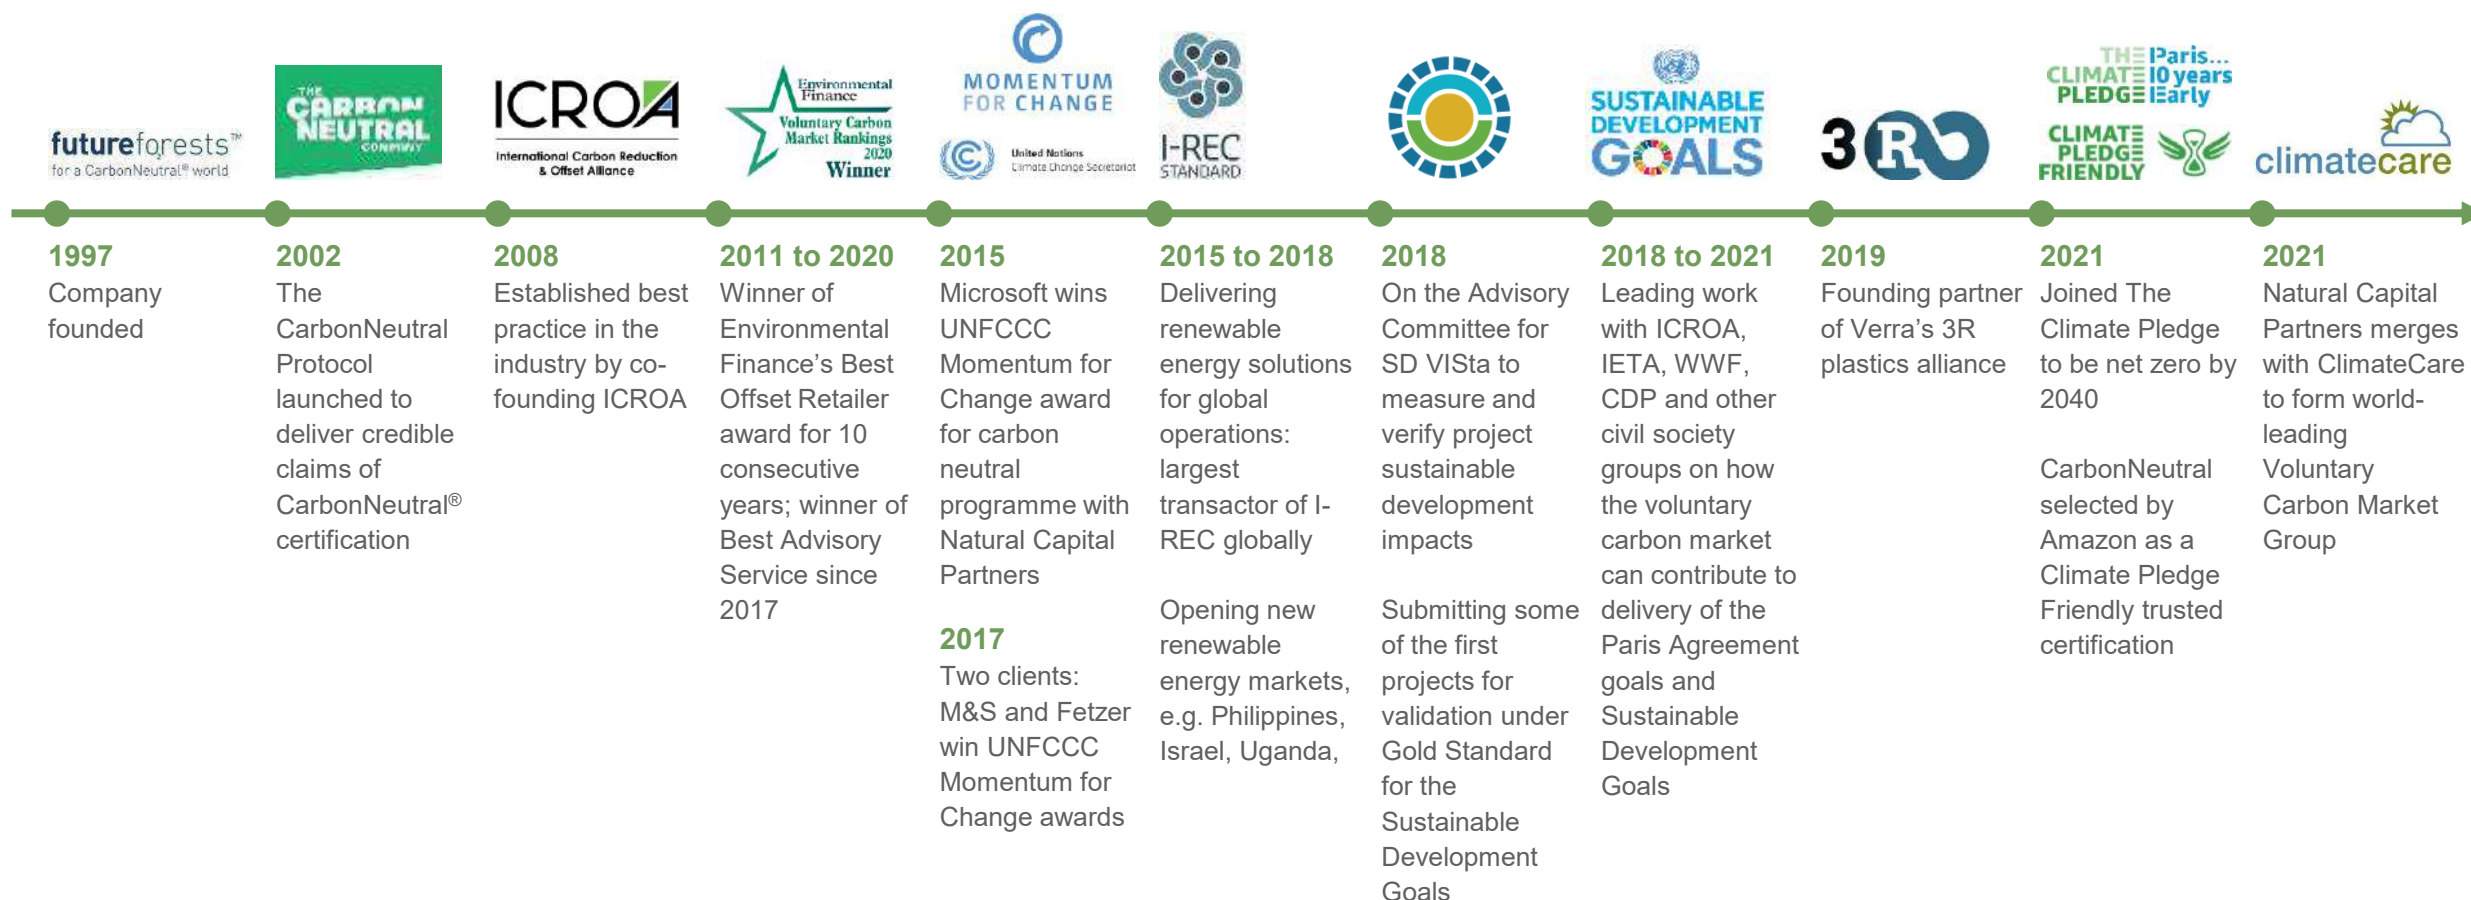 futureforests™
for a CarbonNeutral® world
THE
CARBON
NEUTRAL
COMPANY
ICROA
International Carbon Reduction
& Offset Alliance
Environmental
Finance
Voluntary Carbon
Market Rankings
2020
Winner
MOMENTUM
FOR CHANGE
United Nations
Climate Change Secretariat
I-REC
STANDARD
SUSTAINABLE
DEVELOPMENT
GOALS
3R
THE Paris...
CLIMATE 10 years
PLEDGE Early
CLIMATE
PLEDGE
FRIENDLY
climatecare
1997
Company
founded
2002
The
CarbonNeutral
Protocol
launched to
deliver credible
claims of
CarbonNeutral®
certification
2008
Established best
practice in the
industry by co-
founding ICROA
2011 to 2020
Winner of
Environmental
Finance’s Best
Offset Retailer
award for 10
consecutive
years; winner of
Best Advisory
Service since
2017
2015
Microsoft wins
UNFCCC
Momentum for
Change award
for carbon
neutral
programme with
Natural Capital
Partners
2017
Two clients:
M&S and Fetzer
win UNFCCC
Momentum for
Change awards
2015 to 2018
Delivering
renewable
energy solutions
for global
operations:
largest
transactor of I-
REC globally
Opening new
renewable
energy markets,
e.g. Philippines,
Israel, Uganda,
2018
On the Advisory
Committee for
SD VISta to
measure and
verify project
sustainable
development
impacts
Submitting some
of the first
projects for
validation under
Gold Standard
for the
Sustainable
Development
Goals
2018 to 2021
Leading work
with ICROA,
IETA, WWF,
CDP and other
civil society
groups on how
the voluntary
carbon market
can contribute to
delivery of the
Paris Agreement
goals and
Sustainable
Development
Goals
2019
Founding partner
of Verra’s 3R
plastics alliance
2021
Joined The
Climate Pledge
to be net zero by
2040
CarbonNeutral
selected by
Amazon as a
Climate Pledge
Friendly trusted
certification
2021
Natural Capital
Partners merges
with ClimateCare
to form world-
leading
Voluntary
Carbon Market
Group